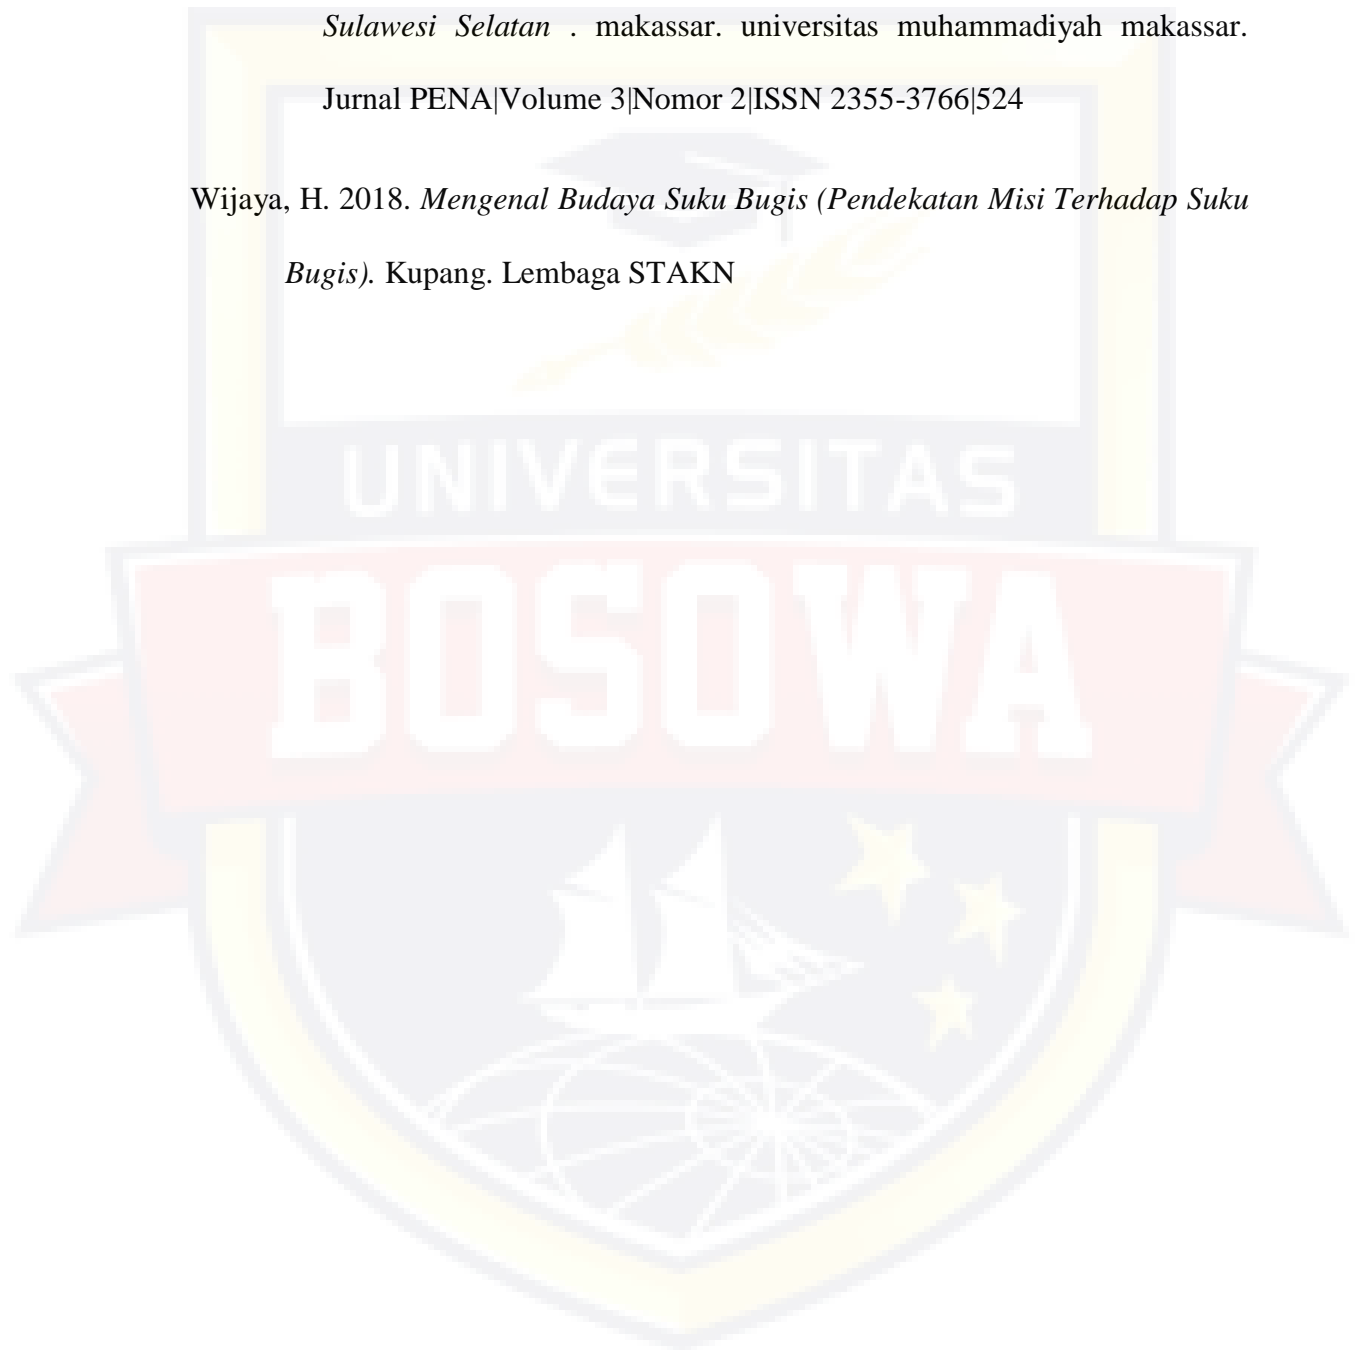 Sulawesi Selatan . makassar. universitas muhammadiyah makassar.
Jurnal PENA|Volume 3|Nomor 2|ISSN 2355-3766|524
Wijaya, H. 2018. Mengenal Budaya Suku Bugis (Pendekatan Misi Terhadap Suku
Bugis). Kupang. Lembaga STAKN
UNIVERSITAS
BOSOWA